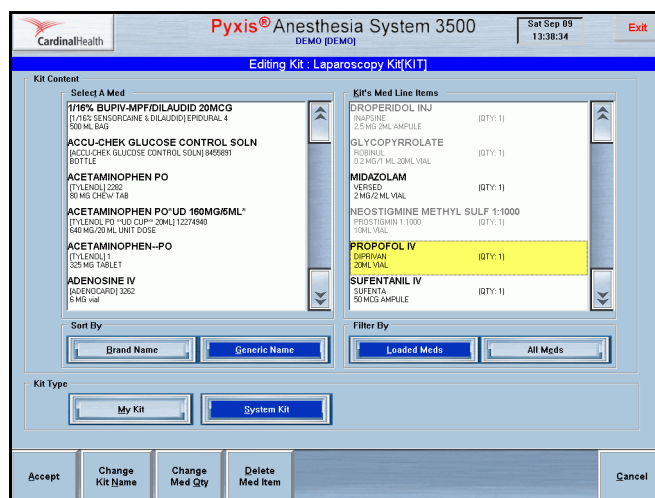 CardinalHealth
Pyxis® Anesthesia System 3500
DEMO (DEMO)
Sat Sep 09
13:38:34
Exit
Editing Kit : Laparoscopy Kit[KIT]
Kit Content
Select A Med
1/16% BUPIV-MPF/DILAUDID 20MCG
[1/16% SENSORCAINE & DILAUDID] EPIDURAL 4
500 ML BAG
ACCU-CHEK GLUCOSE CONTROL SOLN
[ACCU-CHEK GLUCOSE CONTROL SOLN] 8455891
BOTTLE
ACETAMINOPHEN PO
[TYLENOL] 2282
80 MG CHEW TAB
ACETAMINOPHEN PO"UD 160MG/5ML"
[TYLENOL PO "UD CUP" 20ML] 12274940
640 MG/20 ML UNIT DOSE
ACETAMINOPHEN--PO
[TYLENOL] 1
325 MG TABLET
ADENOSINE IV
[ADENOCARD] 3262
6 MG vial
Kit's Med Line Items
DROPERIDOL INJ
INAPSINE (QTY: 1)
2.5 MG 2ML AMPULE
GLYCOPYRROLATE
ROBINUL (QTY: 1)
0.2 MG/1 ML 20ML VIAL
MIDAZOLAM
VERSED (QTY: 1)
2 MG/2 ML VIAL
NEOSTIGMINE METHYL SULF 1:1000
PROSTIGMIN 1:1000 (QTY: 1)
10ML VIAL
PROPOFOL IV
DIPRIVAN (QTY: 1)
20ML VIAL
SUFENTANIL IV
SUFENTA (QTY: 1)
50 MCG AMPULE
Sort By
Brand Name
Generic Name
Filter By
Loaded Meds
All Meds
Kit Type
My Kit
System Kit
Accept
Change
Kit Name
Change
Med Qty
Delete
Med Item
Cancel